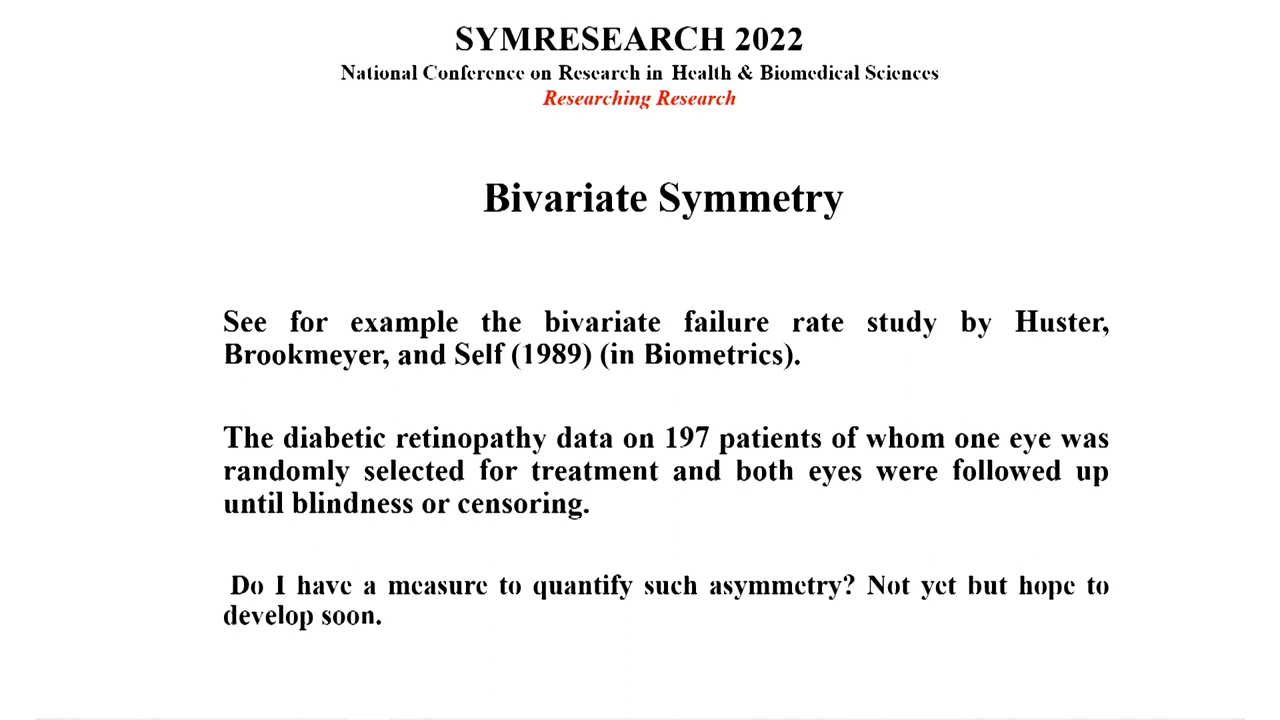 SYMRESEARCH 2022
National Conference on Research in Health & Biomedical Sciences
Researching Research
Bivariate Symmetry
See for example the bivariate failure rate study by Huster,
Brookmeyer, and Self (1989) (in Biometrics).
The diabetic retinopathy data on 197 patients of whom one eye was
randomly selected for treatment and both eyes were followed up
until blindness or censoring.
Do I have a measure to quantify such asymmetry? Not yet but hope to
develop soon.